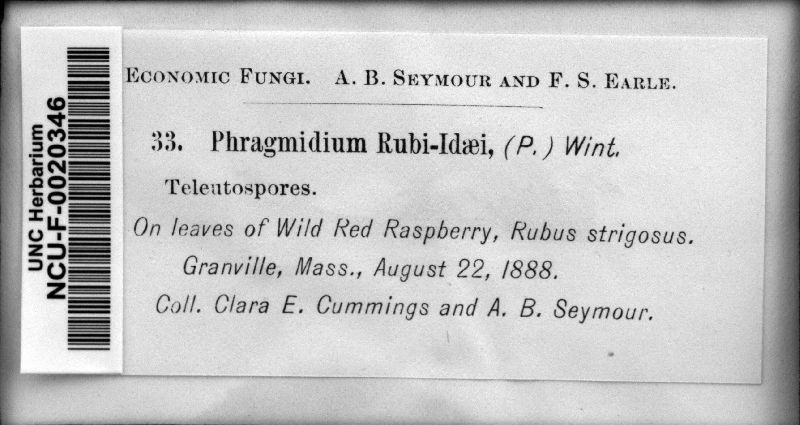 UNC Herbarium
NCU-F-0020346
Economic Fungi. A. B. Seymour and F. S. Earle.
33. Phragmidium Rubi-Idæi, (P.) Wint.
Teleutospores.
On leaves of Wild Red Raspberry, Rubus strigosus.
Granville, Mass., August 22, 1888.
Coll. Clara E. Cummings and A. B. Seymour.